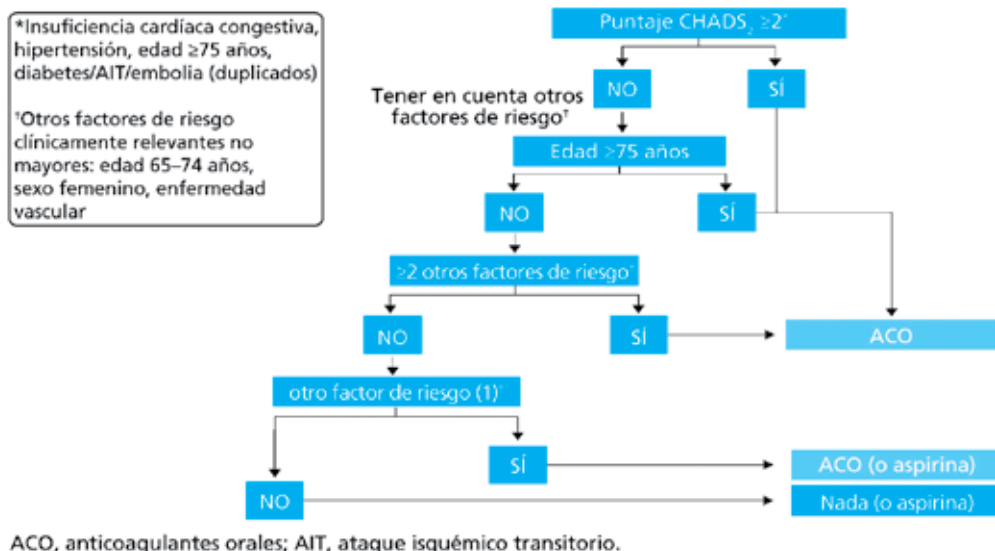 *Insuficiencia cardíaca congestiva,
hipertensión, edad ≥75 años,
diabetes/AIT/embolia (duplicados)
†Otros factores de riesgo
clínicamente relevantes no
mayores: edad 65–74 años,
sexo femenino, enfermedad
vascular
Puntaje CHADS₂ ≥2*
NO
SÍ
Tener en cuenta otros
factores de riesgo†
Edad ≥75 años
NO
SÍ
≥2 otros factores de riesgo†
NO
SÍ
ACO
otro factor de riesgo (1)†
SÍ
ACO (o aspirina)
NO
Nada (o aspirina)
ACO, anticoagulantes orales; AIT, ataque isquémico transitorio.